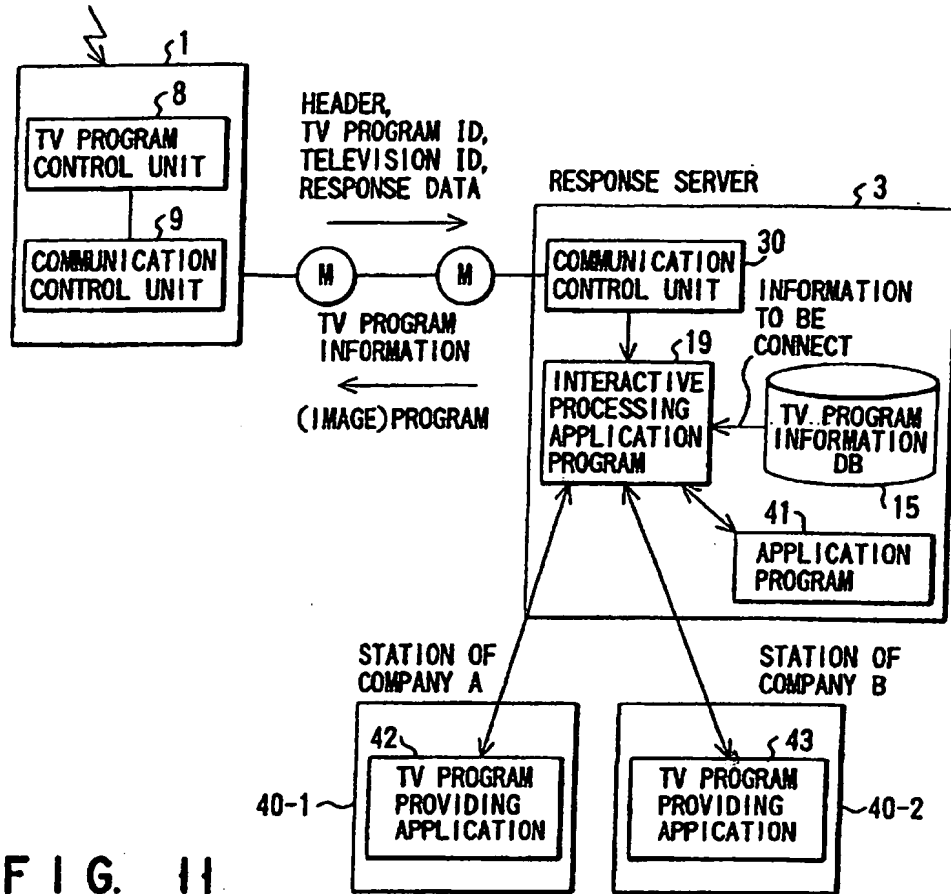 1
8
TV PROGRAM
CONTROL UNIT
9
COMMUNICATION
CONTROL UNIT
HEADER,
TV PROGRAM ID,
TELEVISION ID,
RESPONSE DATA
M
M
TV PROGRAM
INFORMATION
(IMAGE)PROGRAM
RESPONSE SERVER
3
COMMUNICATION
CONTROL UNIT
30
INFORMATION
TO BE
CONNECT
19
INTERACTIVE
PROCESSING
APPLICATION
PROGRAM
TV PROGRAM
INFORMATION
DB
15
41
APPLICATION
PROGRAM
STATION OF
COMPANY A
42
TV PROGRAM
PROVIDING
APPLICATION
40-1
STATION OF
COMPANY B
43
TV PROGRAM
PROVIDING
APPICATION
40-2
FIG. 11